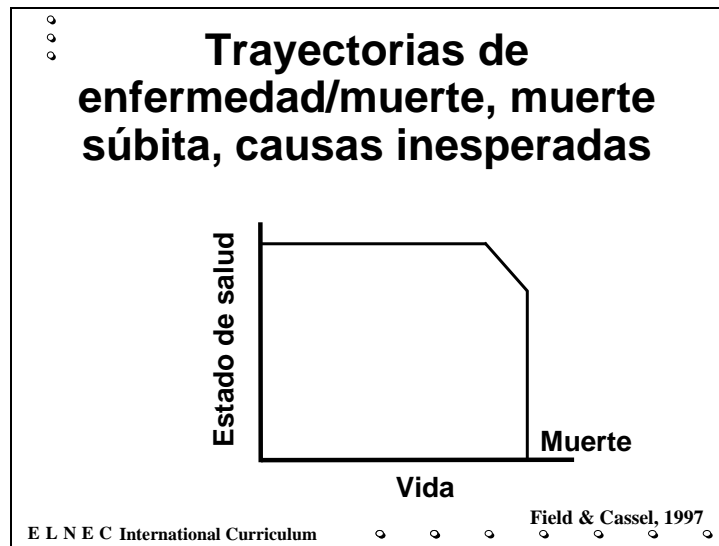 Trayectorias de
enfermedad/muerte, muerte
súbita, causas inesperadas
Estado de salud
Muerte
Vida
Field & Cassel, 1997
E L N E C International Curriculum